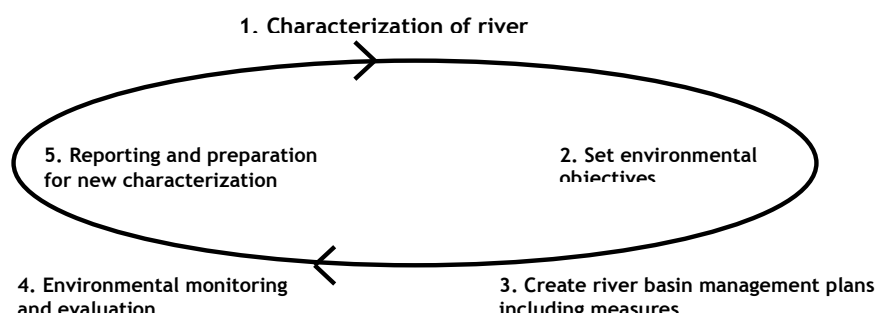 1. Characterization of river
5. Reporting and preparation
for new characterization
2. Set environmental
objectives
4. Environmental monitoring
and evaluation
3. Create river basin management plans
including measures